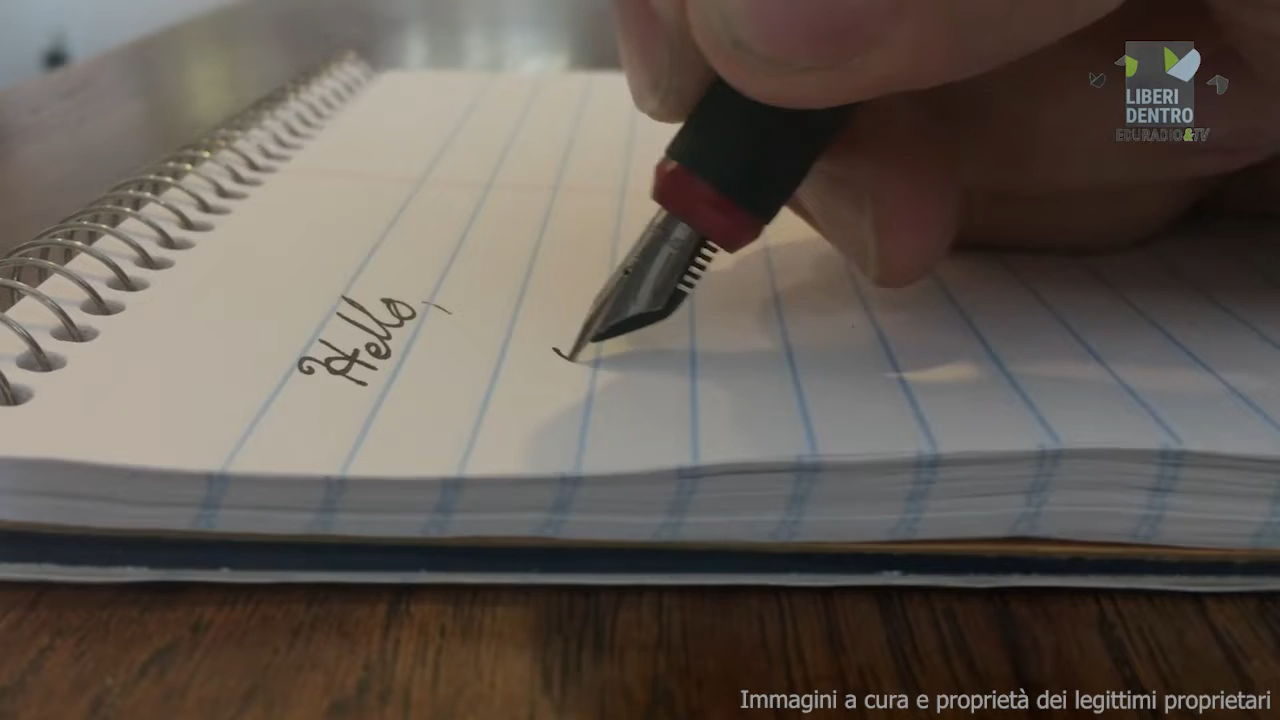 LIBERI
DENTRO
EDURADIO&TV
Hello,
Immagini a cura e proprietà dei legittimi proprietari